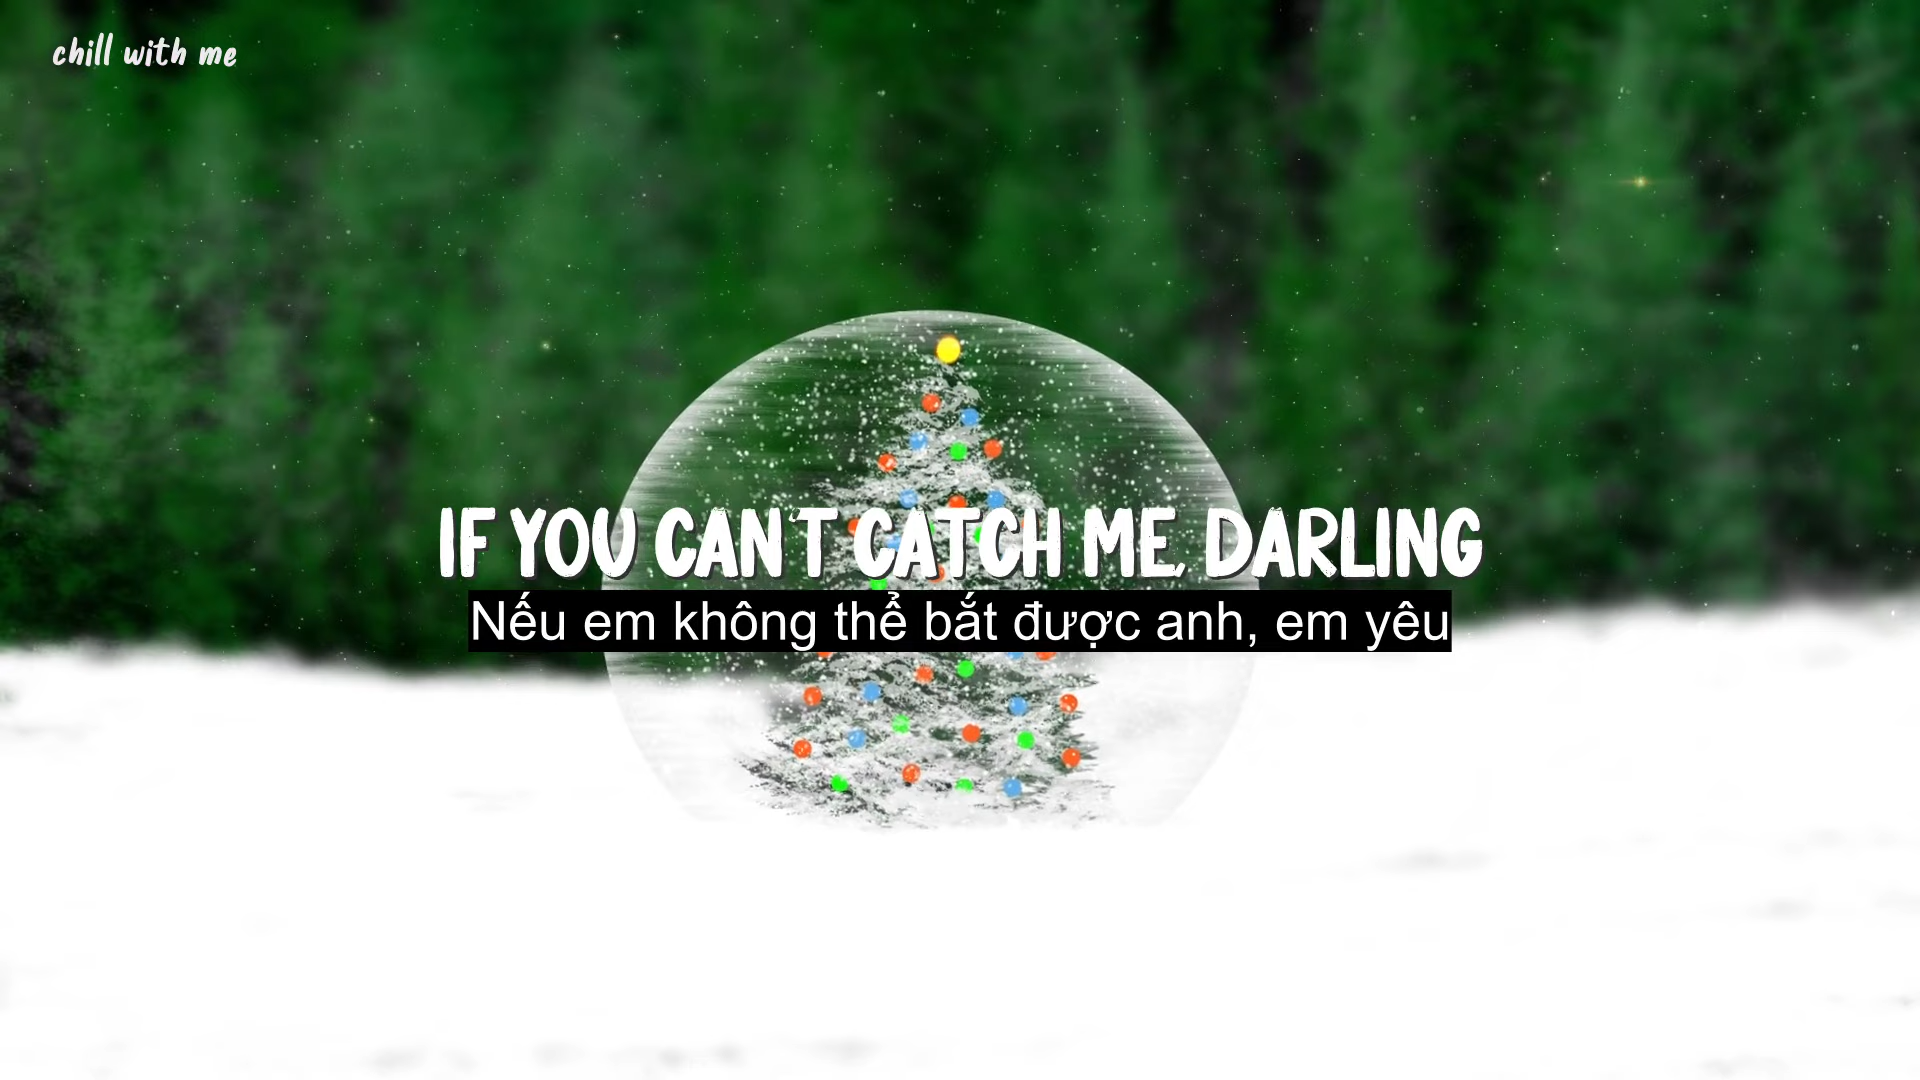 chill with me
IF YOU CAN'T CATCH ME, DARLING
Nếu em không thể bắt được anh, em yêu